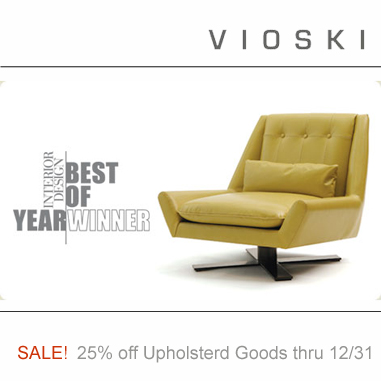 VIOSKI
INTERIOR
DESIGN
BEST
OF
YEAR WINNER
SALE! 25% off Upholsterd Goods thru 12/31